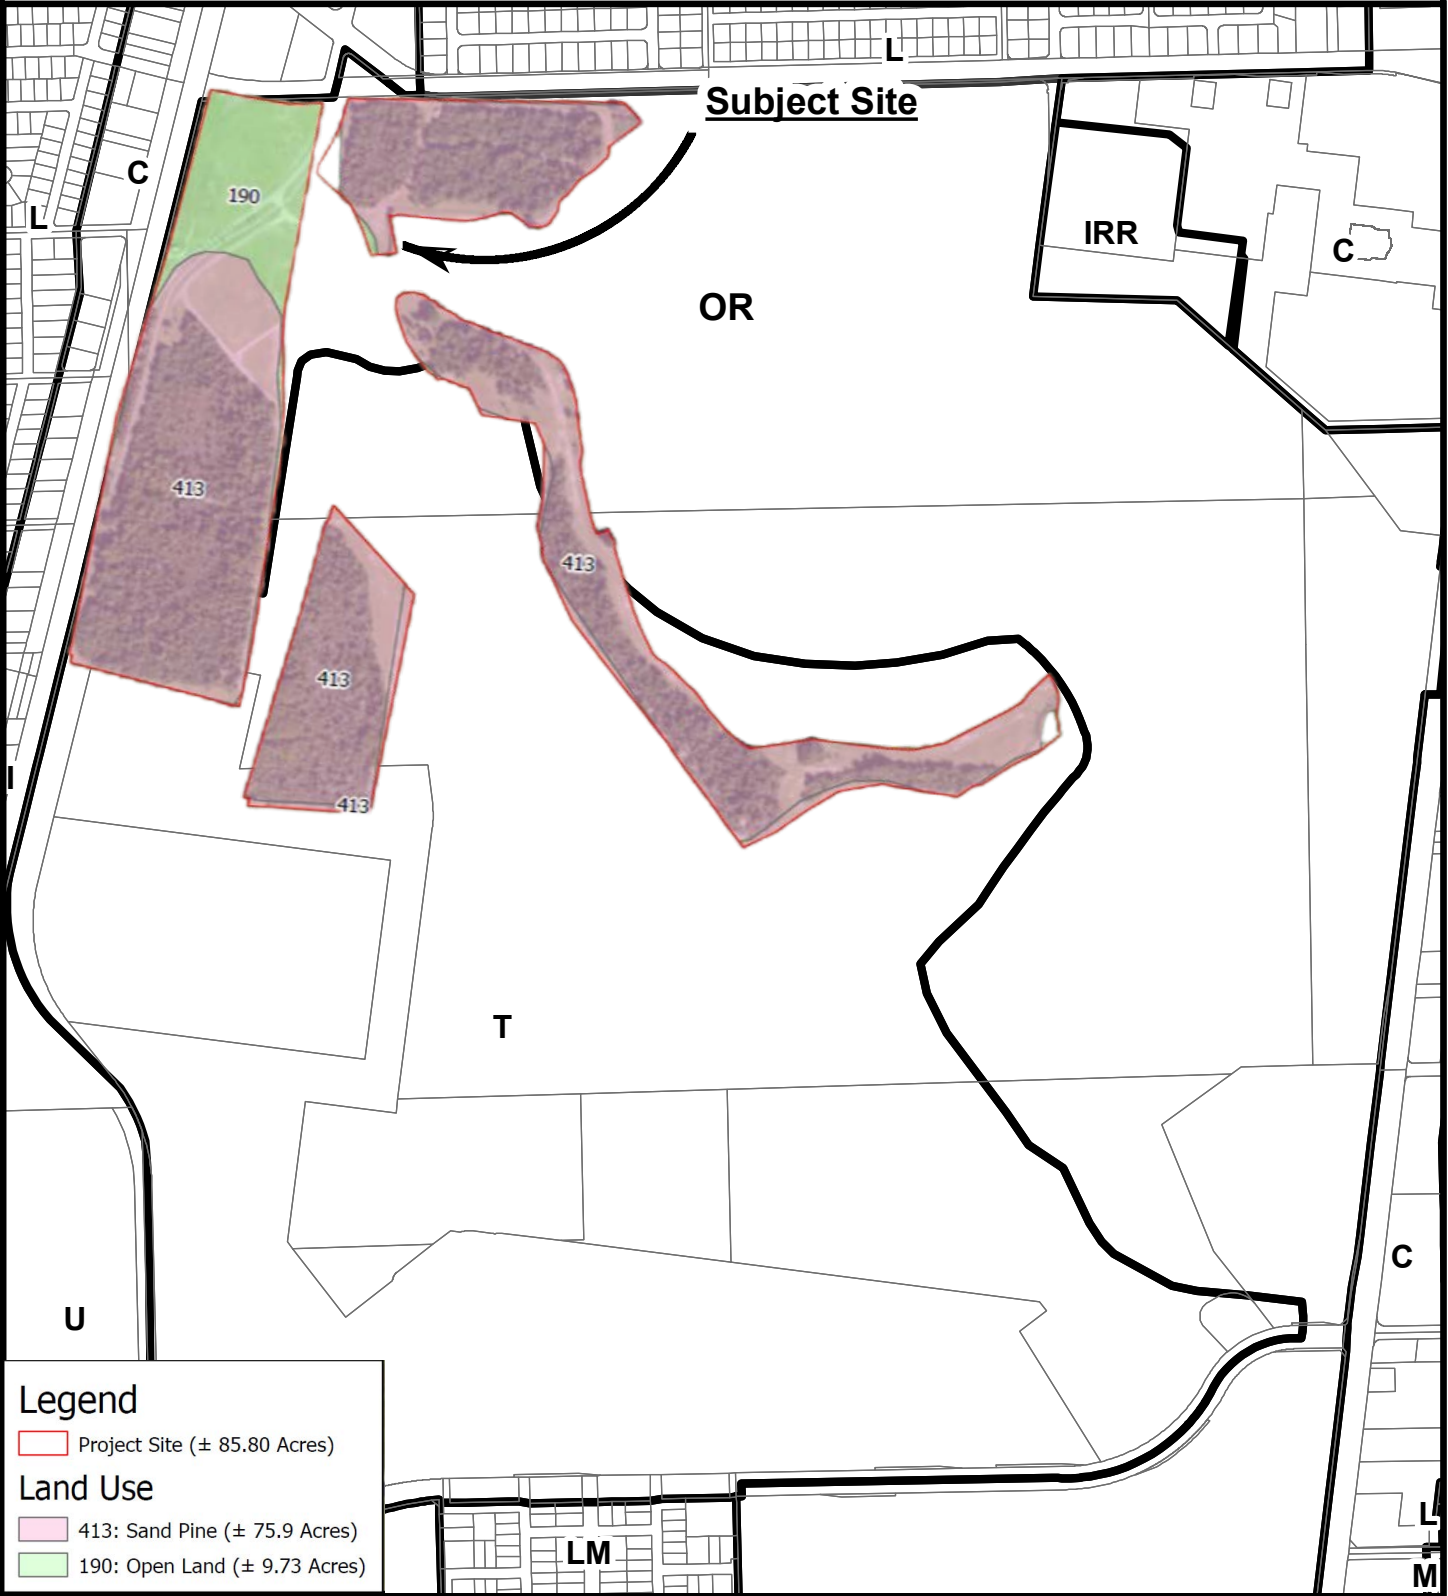 L
Subject Site
C
190
L
IRR
C
OR
413
413
413
I
413
T
C
U
Legend
Project Site (± 85.80 Acres)
Land Use
413: Sand Pine (± 75.9 Acres)
190: Open Land (± 9.73 Acres)
LM
L
M